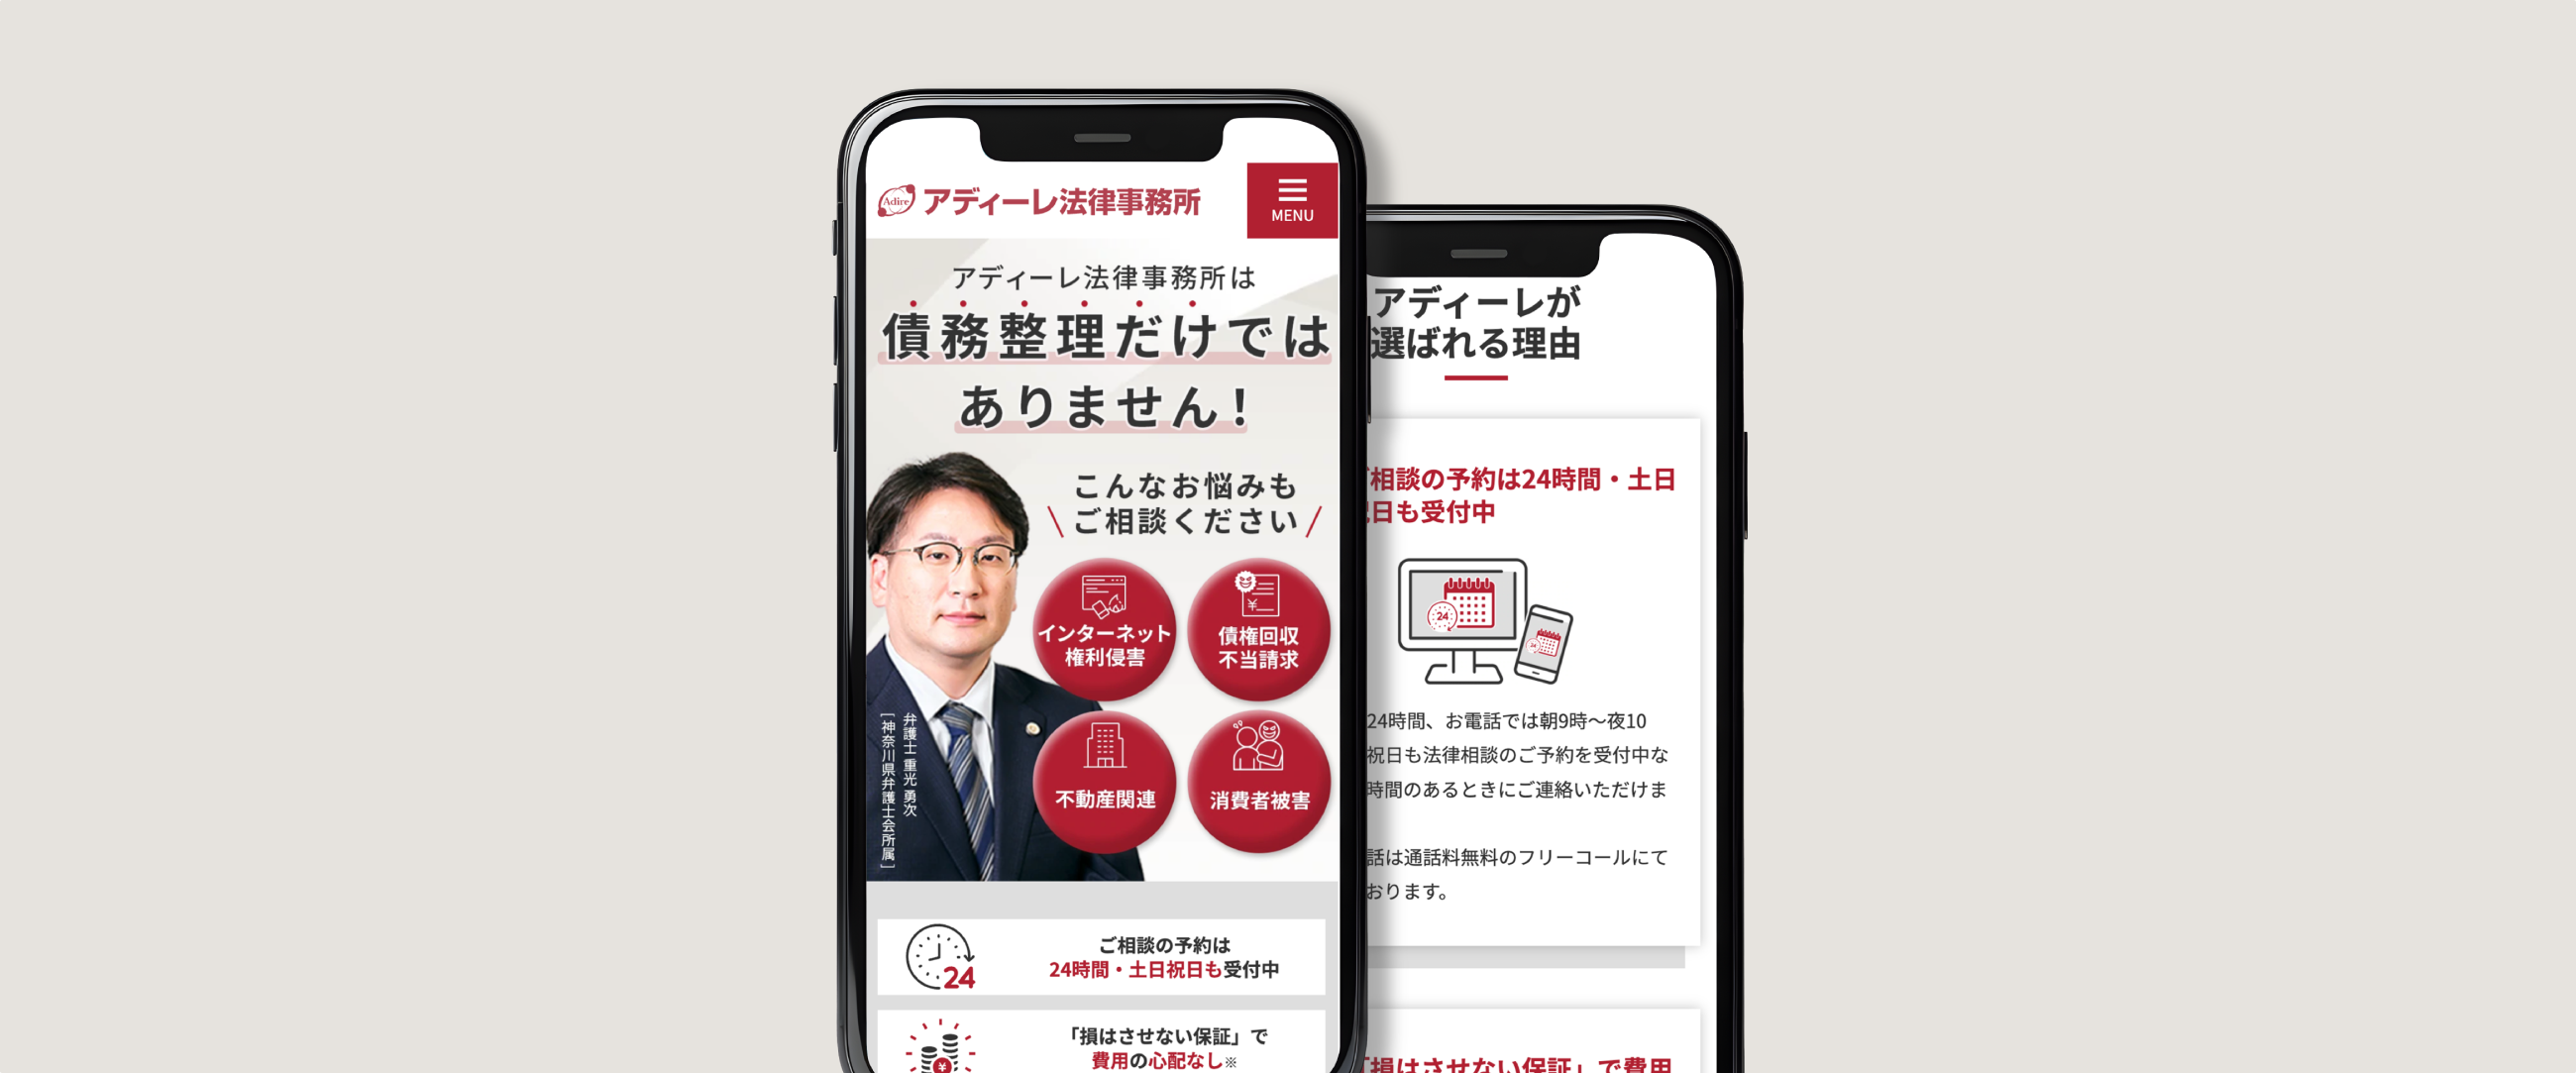 Adire アディーレ法律事務所
MENU
アディーレ法律事務所は
債務整理だけでは
ありません！
こんなお悩みも
ご相談ください
インターネット
権利侵害
債権回収
不当請求
不動産関連
消費者被害
弁護士 重光 勇次
［神奈川県弁護士会所属］
24
ご相談の予約は
24時間・土日祝日も受付中
「損はさせない保証」で
費用の心配なし※
アディーレが
選ばれる理由
相談の予約は24時間・土日
日も受付中
24
24時間、お電話では朝9時～夜10
祝日も法律相談のご予約を受付中な
時間のあるときにご連絡いただけま
話は通話料無料のフリーコールにて
おります。
「損はさせない保証」で費用